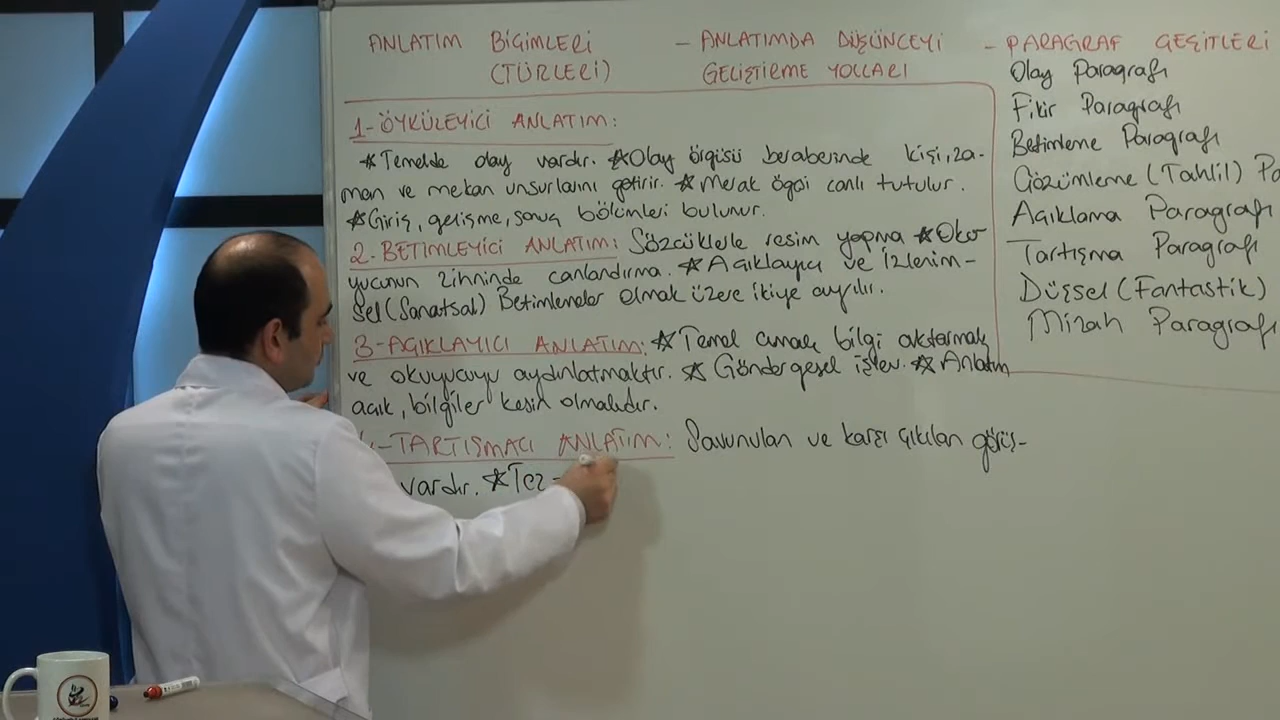 ANLATIM BİÇİMLERİ
(TÜRLERİ)
- ANLATIMDA DÜŞÜNCEYİ
GELİŞTİRME YOLLARI
- PARAGRAF ÇEŞİTLERİ
Olay Paragrafı
Fikir Paragrafı
Betimleme Paragrafı
Çözümleme (Tahlil) Pa
Açıklama Paragrafı
Tartışma Paragrafı
Düşsel (Fantastik)
Mizah Paragrafı
1-ÖYKÜLEYİCİ ANLATIM:
★Temelde olay vardır. ★Olay örgüsü beraberinde kişi, za-
man ve mekan unsurlarını getirir. ★Merak ögesi canlı tutulur.
★Giriş, gelişme, sonuç bölümleri bulunur.
2. BETİMLEYİCİ ANLATIM: Sözcüklerle resim yapma ★Oku
yucunun zihninde canlandırma. ★Açıklayıcı ve İzlenim-
sel (Sanatsal) Betimlemeler olmak üzere ikiye ayrılır.
3-AÇIKLAYICI ANLATIM: ★Temel amaç bilgi aktarmak
ve okuyucuyu aydınlatmaktır. ★Göndergesel işlev. ★Anlatım
açık, bilgiler kesin olmalıdır.
4-TARTIŞMACI ANLATIM: Savunulan ve karşı çıkılan görüş-
vardır. ★Tez -